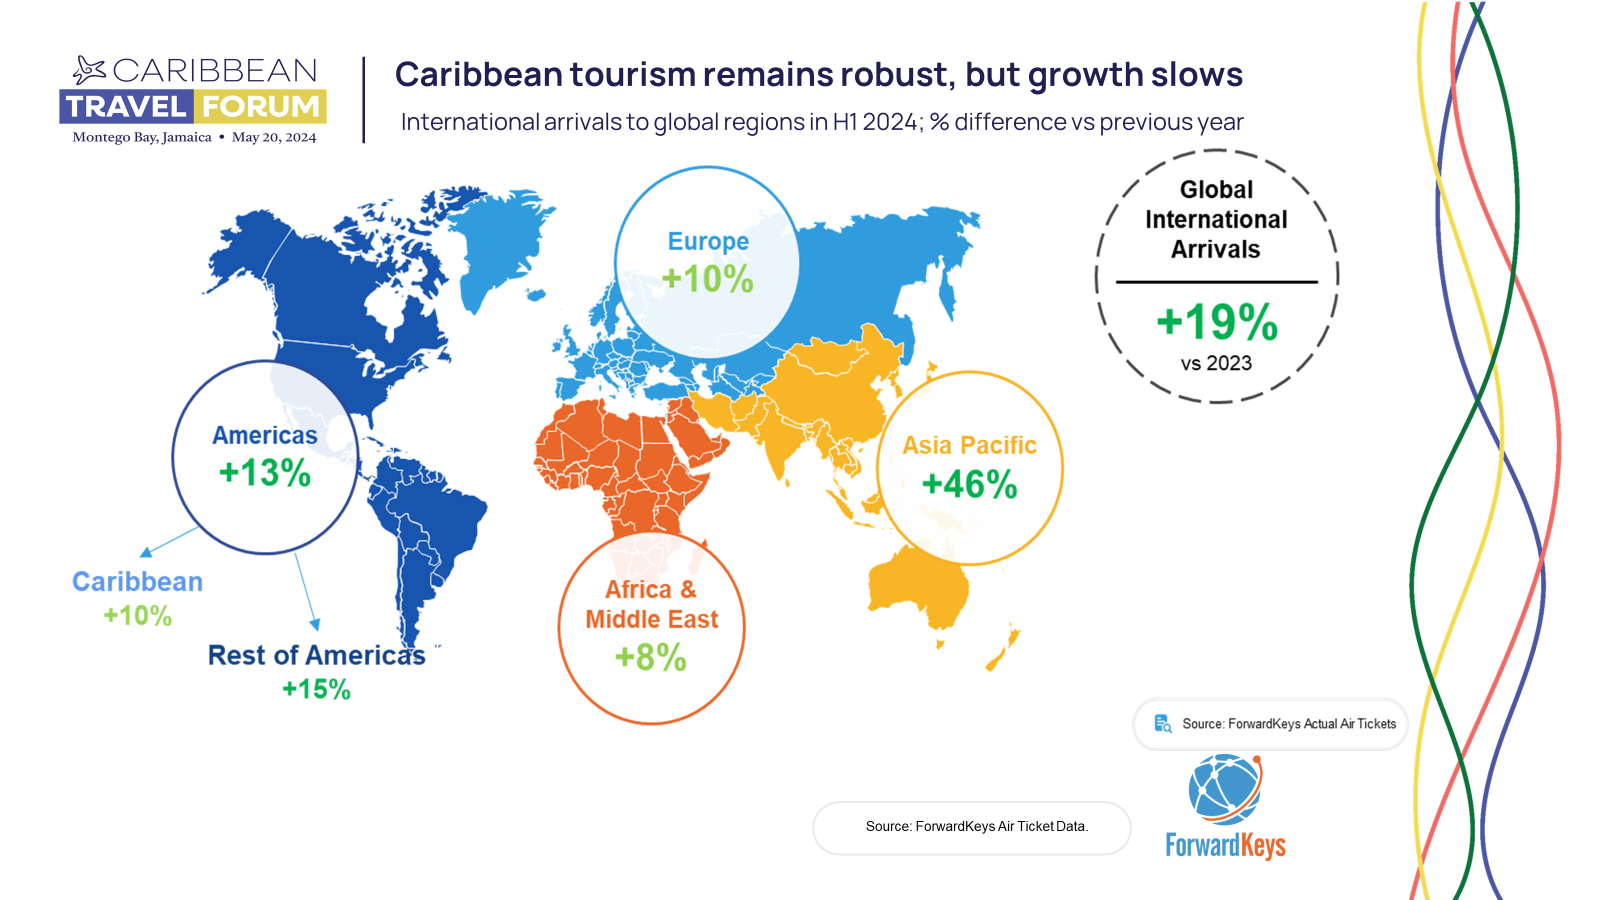 CARIBBEAN
TRAVEL FORUM
Montego Bay, Jamaica • May 20, 2024
Caribbean tourism remains robust, but growth slows
International arrivals to global regions in H1 2024; % difference vs previous year
Global
International
Arrivals
+19%
vs 2023
Europe
+10%
Americas
+13%
Asia Pacific
+46%
Caribbean
+10%
Africa &
Middle East
+8%
Rest of Americas
+15%
Source: ForwardKeys Actual Air Tickets
Source: ForwardKeys Air Ticket Data.
ForwardKeys